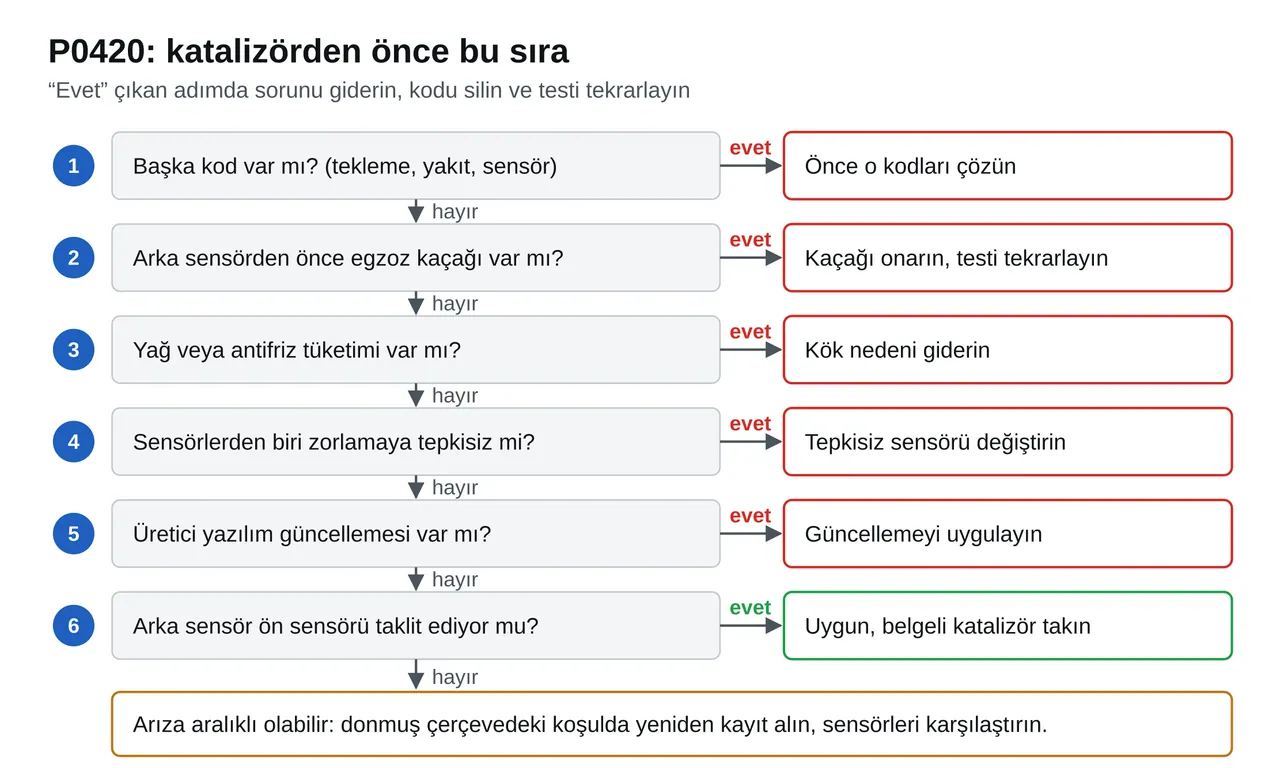 P0420: katalizörden önce bu sıra
“Evet” çıkan adımda sorunu giderin, kodu silin ve testi tekrarlayın
1
Başka kod var mı? (tekleme, yakıt, sensör)
evet
Önce o kodları çözün
hayır
2
Arka sensörden önce egzoz kaçağı var mı?
evet
Kaçağı onarın, testi tekrarlayın
hayır
3
Yağ veya antifriz tüketimi var mı?
evet
Kök nedeni giderin
hayır
4
Sensörlerden biri zorlamaya tepkisiz mi?
evet
Tepkisiz sensörü değiştirin
hayır
5
Üretici yazılım güncellemesi var mı?
evet
Güncellemeyi uygulayın
hayır
6
Arka sensör ön sensörü taklit ediyor mu?
evet
Uygun, belgeli katalizör takın
hayır
Arıza aralıklı olabilir: donmuş çerçevedeki koşulda yeniden kayıt alın, sensörleri karşılaştırın.